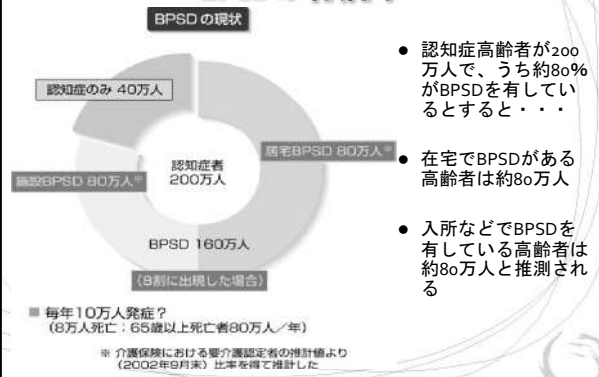 BPSDの現状
認知症のみ 40万人
居宅BPSD 80万人※
認知症者
200万人
施設BPSD 80万人※
BPSD 160万人
(8割に出現した場合)
■ 毎年10万人発症?
(8万人死亡:65歳以上死亡者80万人/年)
※ 介護保険における要介護認定者の推計値より
(2002年9月末)比率を得て推計した
● 認知症高齢者が200
万人で、うち約80%
がBPSDを有してい
るとすると・・・
● 在宅でBPSDがある
高齢者は約80万人
● 入所などでBPSDを
有している高齢者は
約80万人と推測され
る